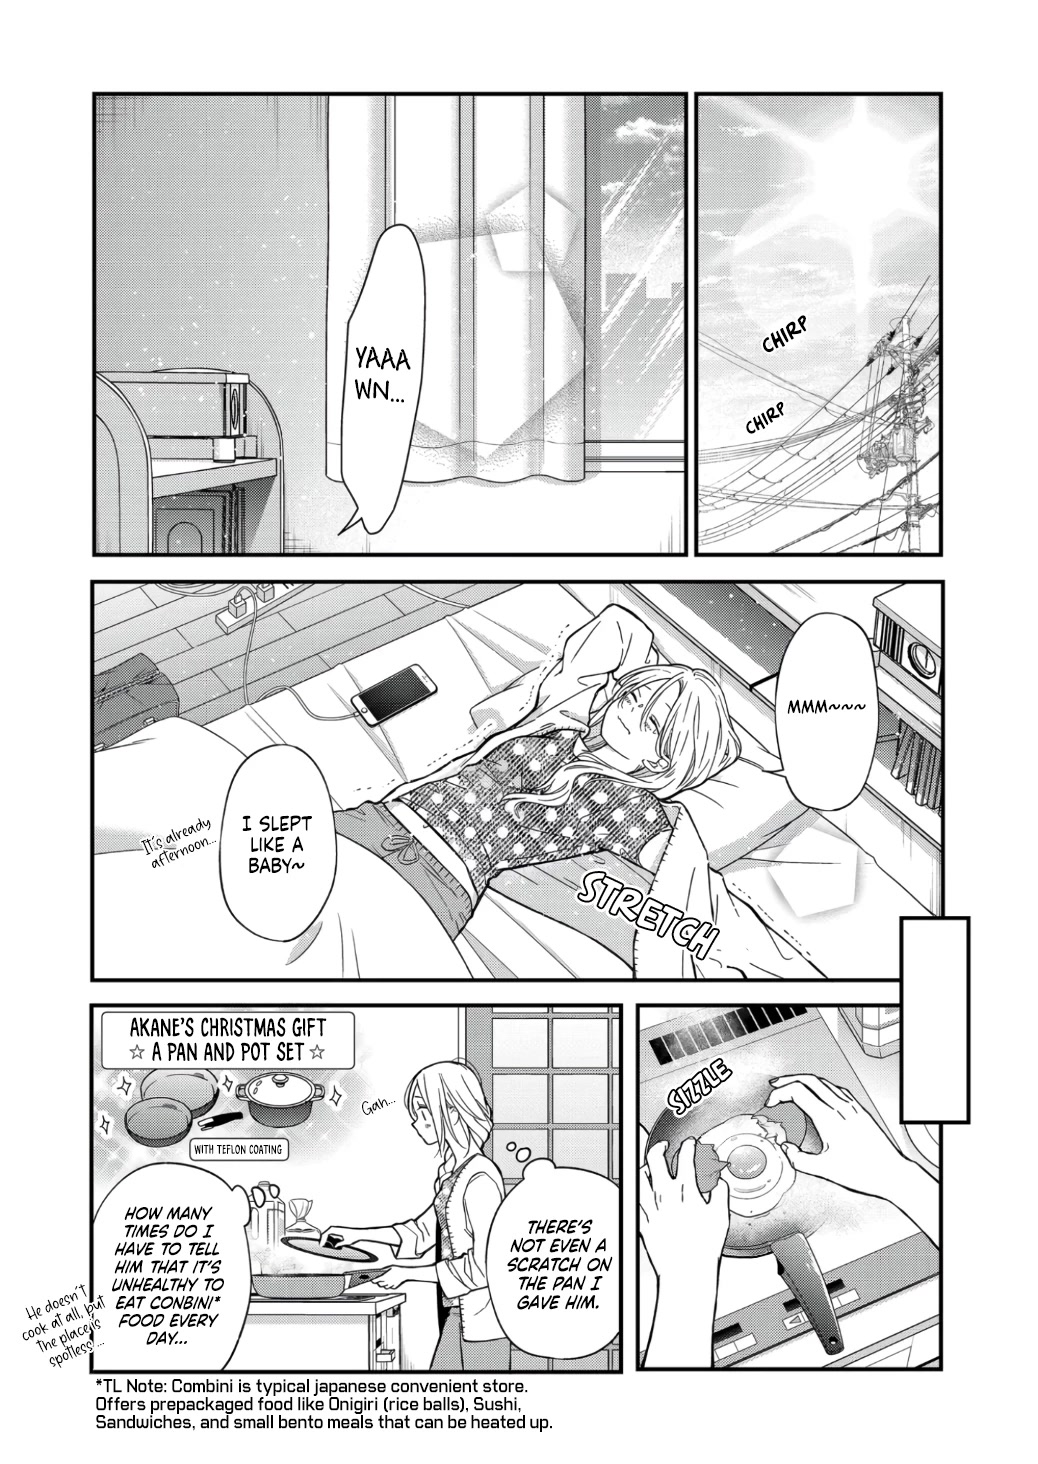 CHIRP
CHIRP
YAAA
WN...
MMM~~~
I SLEPT
LIKE A
BABY~
It's already
afternoon...
STRETCH
SIZZLE
THERE'S
NOT EVEN A
SCRATCH ON
THE PAN I
GAVE HIM.
AKANE'S CHRISTMAS GIFT
☆ A PAN AND POT SET ☆
WITH TEFLON COATING
Gah...
HOW MANY
TIMES DO I
HAVE TO TELL
HIM THAT IT'S
UNHEALTHY TO
EAT CONBINI*
FOOD EVERY
DAY...
He doesn't
cook at all, but
the place is
spotless!...
*TL Note: Combini is typical japanese convenient store.
Offers prepackaged food like Onigiri (rice balls), Sushi,
Sandwiches, and small bento meals that can be heated up.